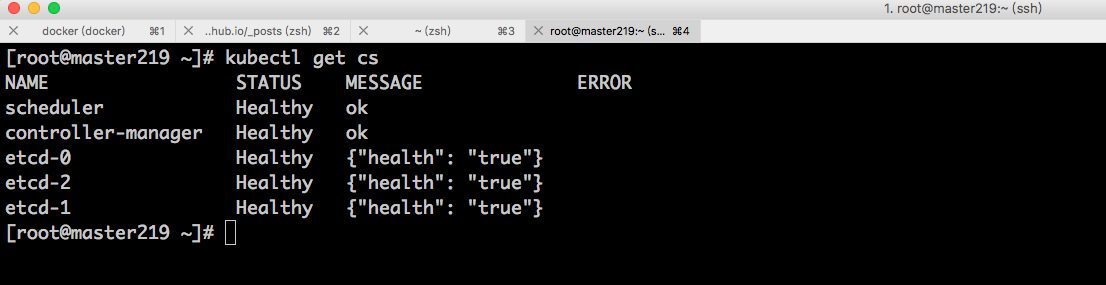 1. root@master219:~ (ssh)
docker (docker) ⌘1 ..hub.io/_posts (zsh) ⌘2 ~ (zsh) ⌘3 root@master219:~ (s... ⌘4
[root@master219 ~]# kubectl get cs
NAME STATUS MESSAGE ERROR
scheduler Healthy ok
controller-manager Healthy ok
etcd-0 Healthy {"health": "true"}
etcd-2 Healthy {"health": "true"}
etcd-1 Healthy {"health": "true"}
[root@master219 ~]#